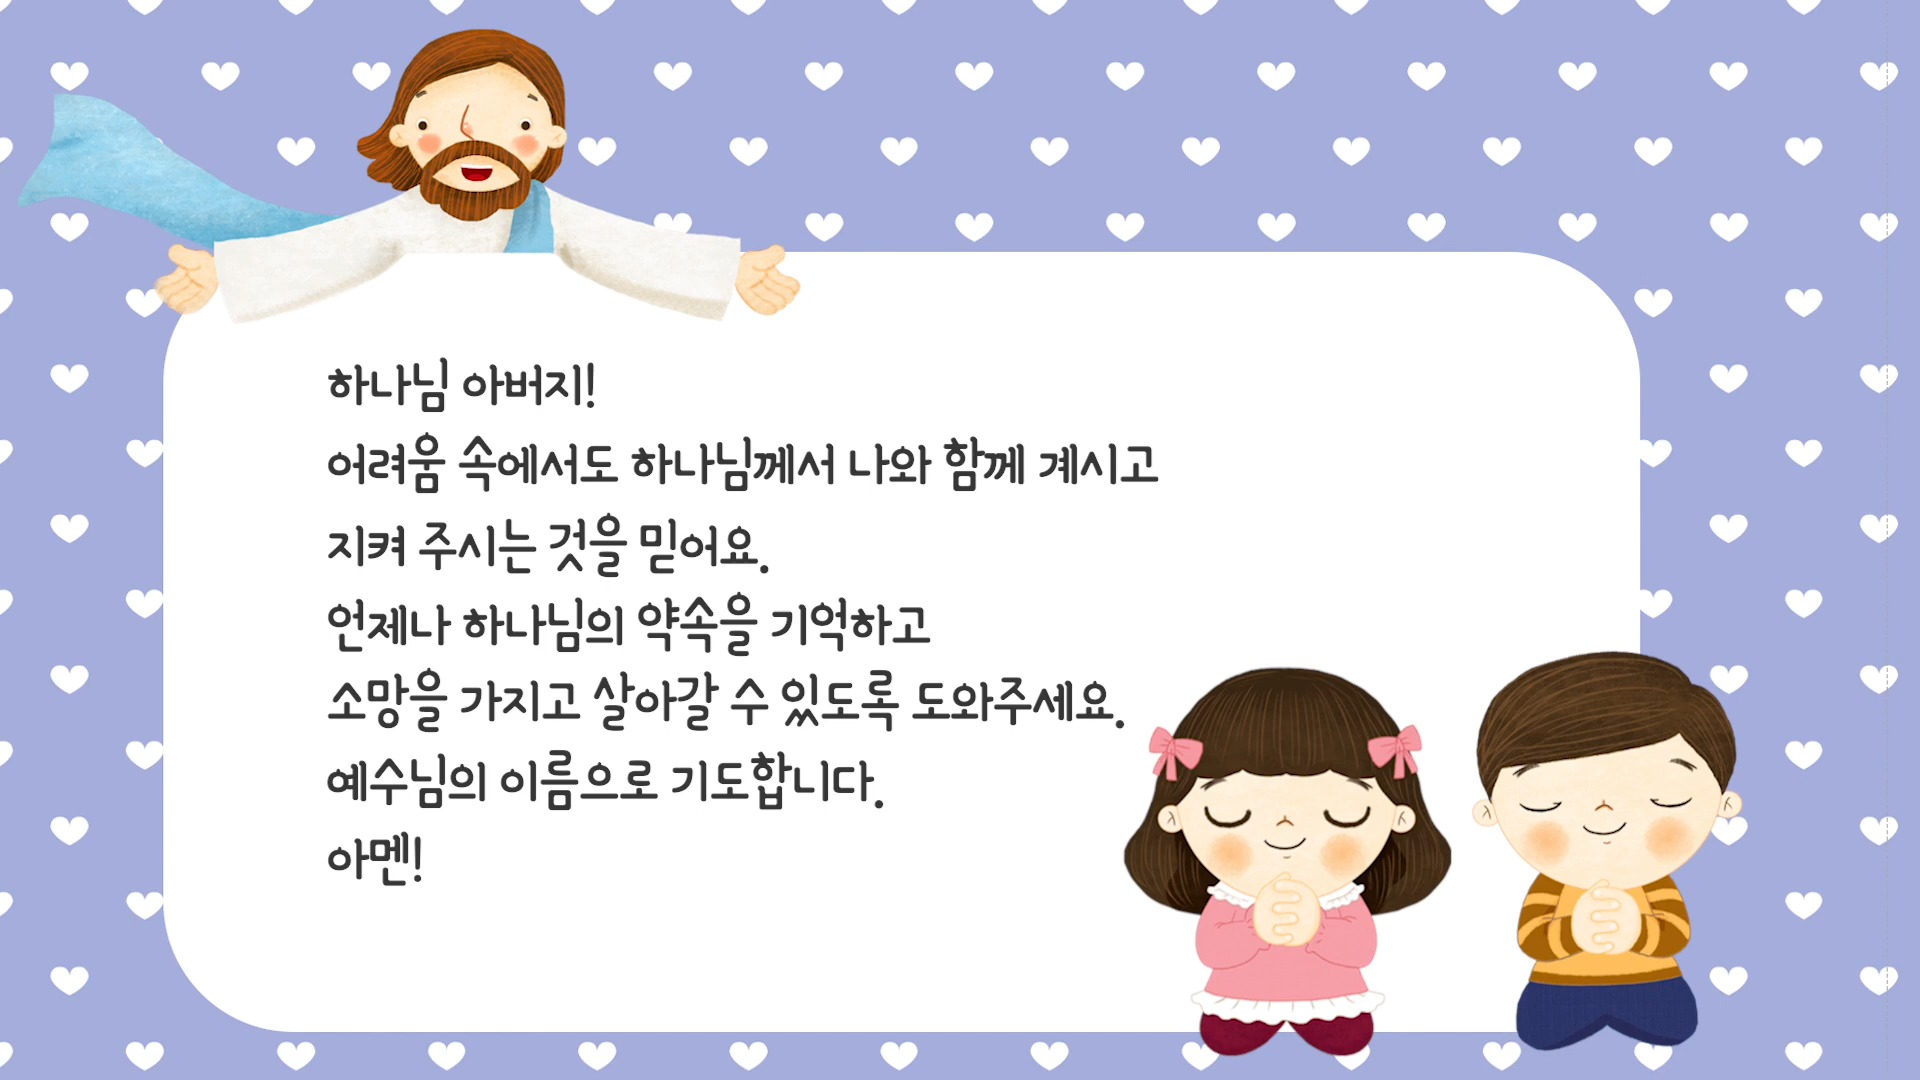 하나님 아버지!
어려움 속에서도 하나님께서 나와 함께 계시고
지켜 주시는 것을 믿어요.
언제나 하나님의 약속을 기억하고
소망을 가지고 살아갈 수 있도록 도와주세요.
예수님의 이름으로 기도합니다.
아멘!